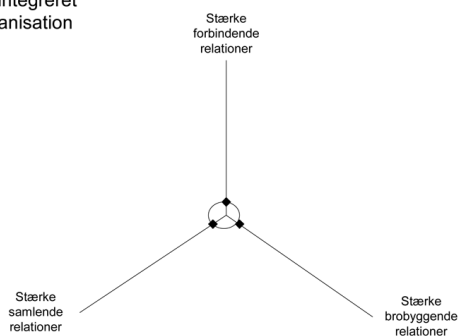 ntegreret
anisation
Stærke
forbindende
relationer
Stærke
samlende
relationer
Stærke
brobyggende
relationer